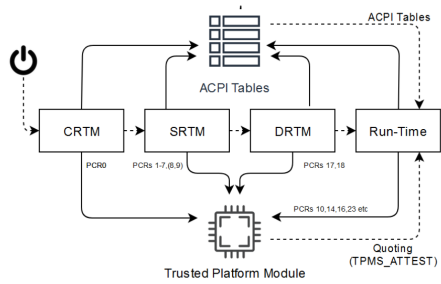 ACPI Tables
ACPI Tables
CRTM
SRTM
DRTM
Run-Time
PCR0
PCRs 1-7,(8,9)
PCRs 17,18
PCRs 10,14,16,23 etc
Quoting
(TPMS_ATTEST)
Trusted Platform Module